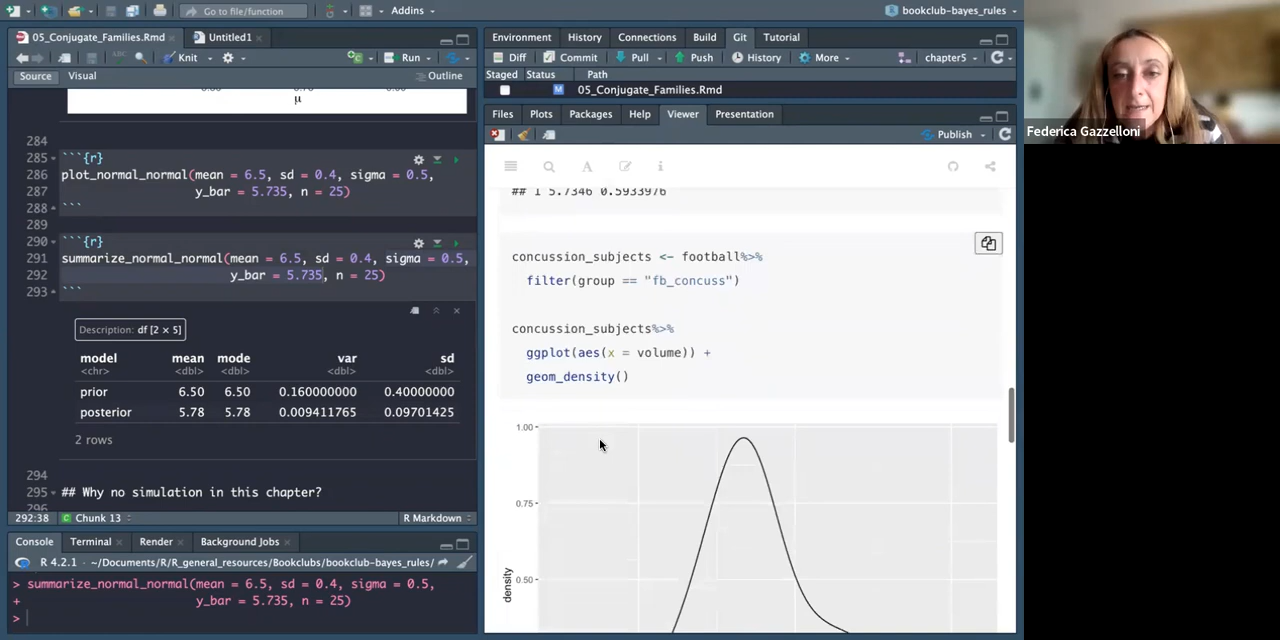 Go to file/function
Addins
bookclub-bayes_rules
05_Conjugate_Families.Rmd
Untitled1
Knit
Run
Source
Visual
Outline
μ
284
285 ```{r}
286 plot_normal_normal(mean = 6.5, sd = 0.4, sigma = 0.5,
287 y_bar = 5.735, n = 25)
288 ```
289
290 ```{r}
291 summarize_normal_normal(mean = 6.5, sd = 0.4, sigma = 0.5,
292 y_bar = 5.735, n = 25)
293 ```
Description: df [2 × 5]
model mean mode var sd
<chr> <dbl> <dbl> <dbl> <dbl>
prior 6.50 6.50 0.160000000 0.40000000
posterior 5.78 5.78 0.009411765 0.09701425
2 rows
294
295 ## Why no simulation in this chapter?
296
292:38 Chunk 13 R Markdown
Console Terminal Render Background Jobs
R 4.2.1 · ~/Documents/R/R_general_resources/Bookclubs/bookclub-bayes_rules/
> summarize_normal_normal(mean = 6.5, sd = 0.4, sigma = 0.5,
+ y_bar = 5.735, n = 25)
>
Environment History Connections Build Git Tutorial
Diff Commit Pull Push History More chapter5
Staged Status Path
M 05_Conjugate_Families.Rmd
Files Plots Packages Help Viewer Presentation
Publish
## 1 5.7346 0.5933976
concussion_subjects <- football%>%
filter(group == "fb_concuss")
concussion_subjects%>%
ggplot(aes(x = volume)) +
geom_density()
1.00
0.75
0.50
density
Federica Gazzelloni